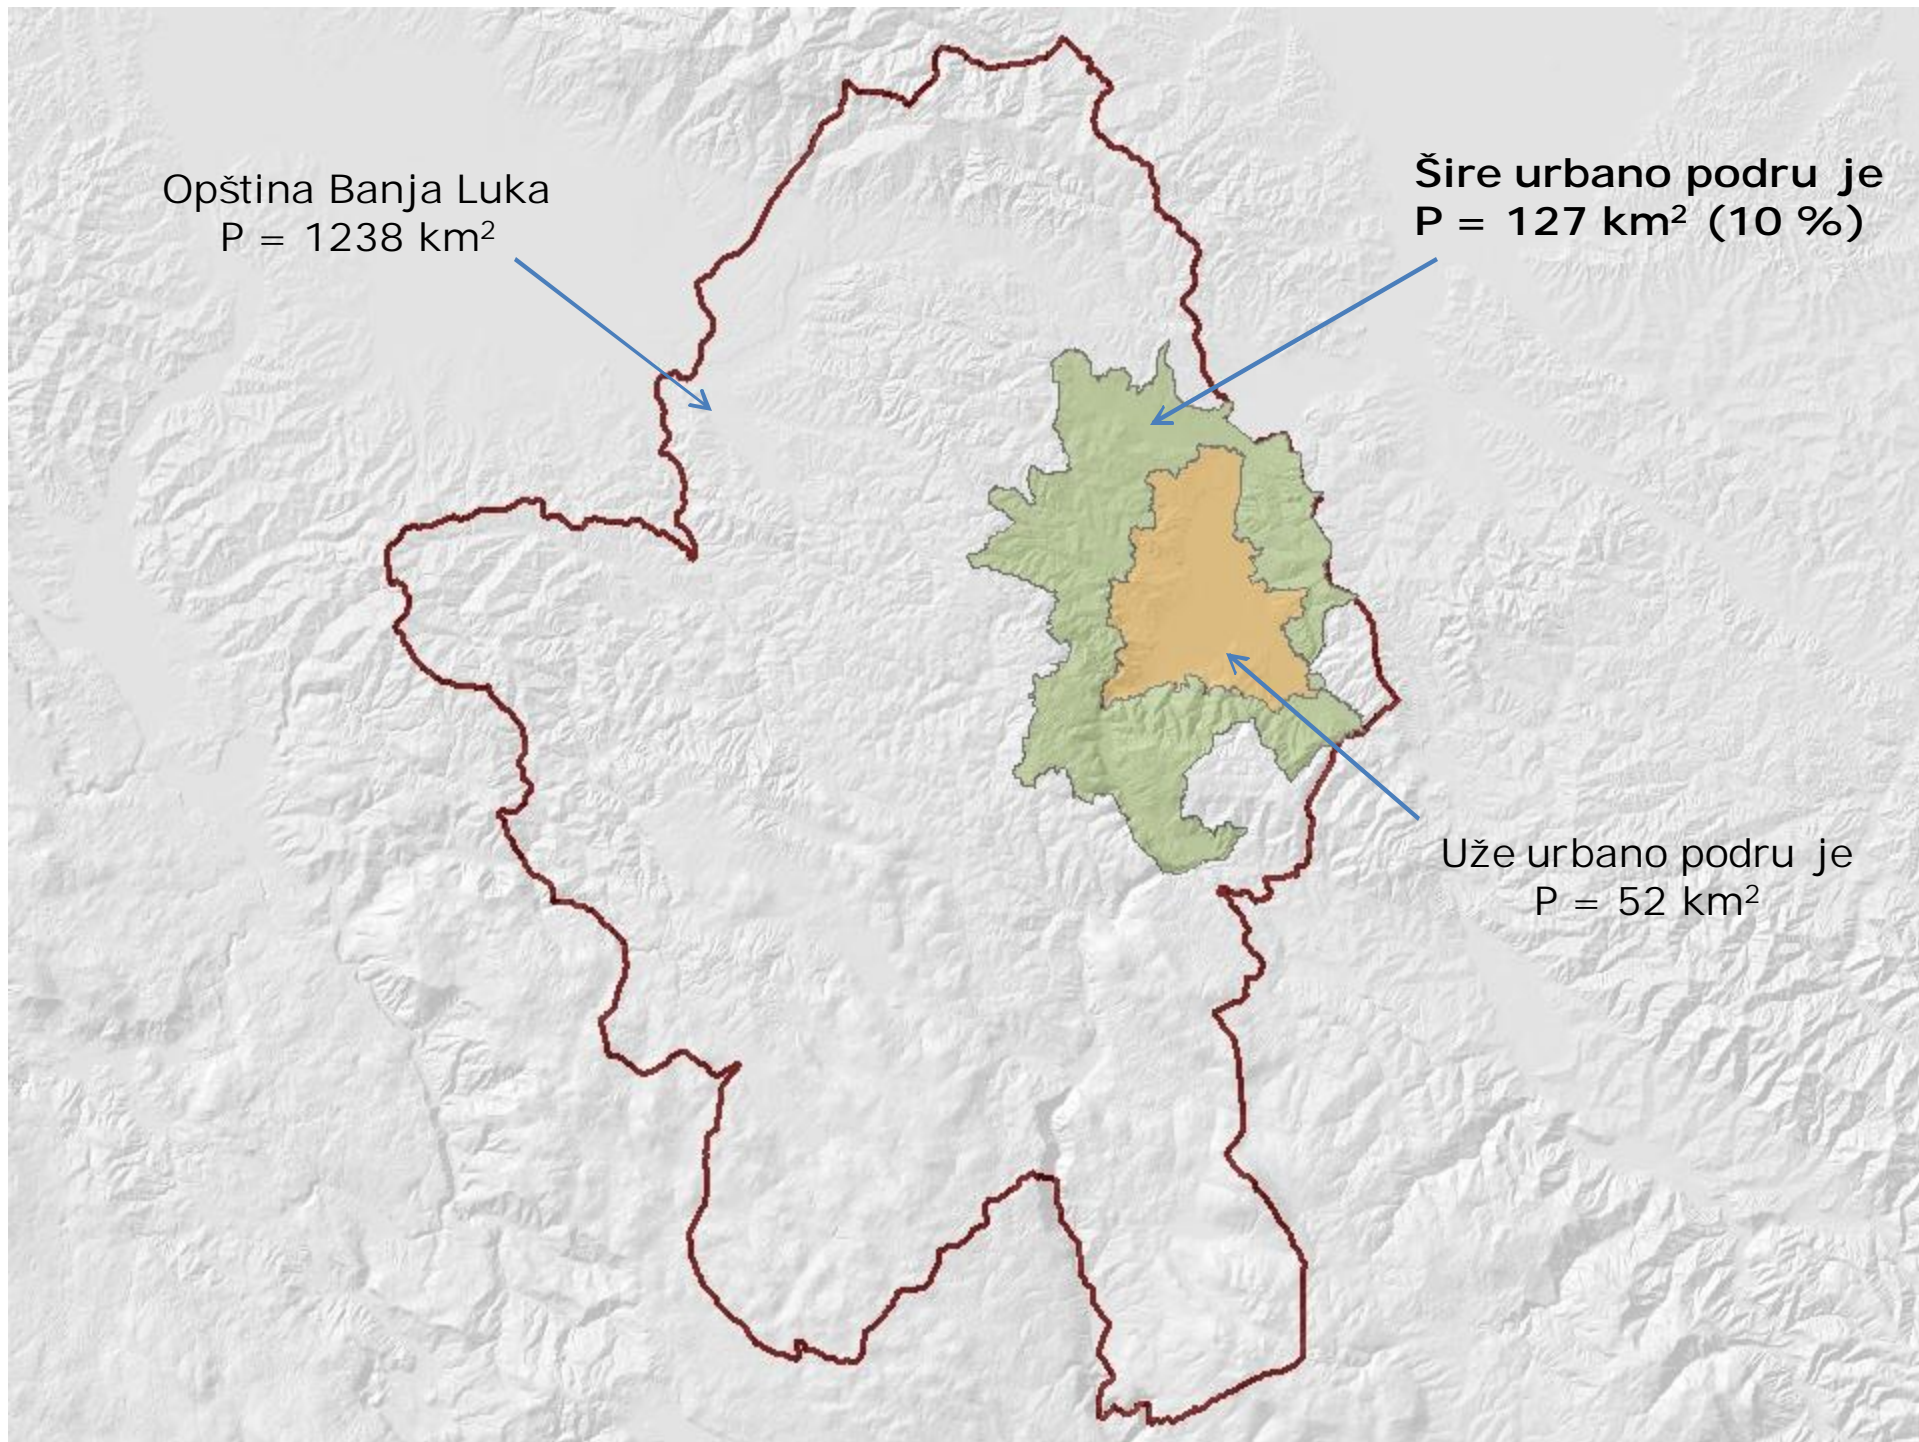 Opština Banja Luka
P = 1238 km²
Šire urbano podru je
P = 127 km² (10 %)
Uže urbano podru je
P = 52 km²